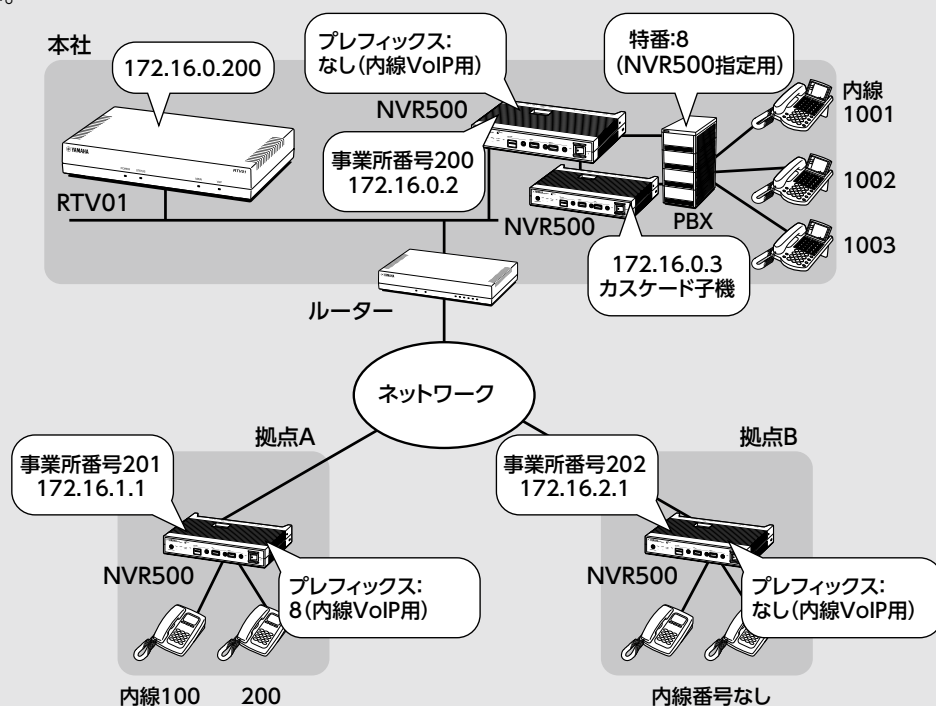 。
本社
172.16.0.200
プレフィックス:
なし(内線VoIP用)
特番:8
(NVR500指定用)
NVR500
内線
1001
YAMAHA
RTV01
事業所番号200
172.16.0.2
1002
RTV01
NVR500
PBX
1003
172.16.0.3
カスケード子機
ルーター
ネットワーク
拠点A
拠点B
事業所番号201
172.16.1.1
事業所番号202
172.16.2.1
NVR500
プレフィックス:
8(内線VoIP用)
NVR500
プレフィックス:
なし(内線VoIP用)
内線100
200
内線番号なし